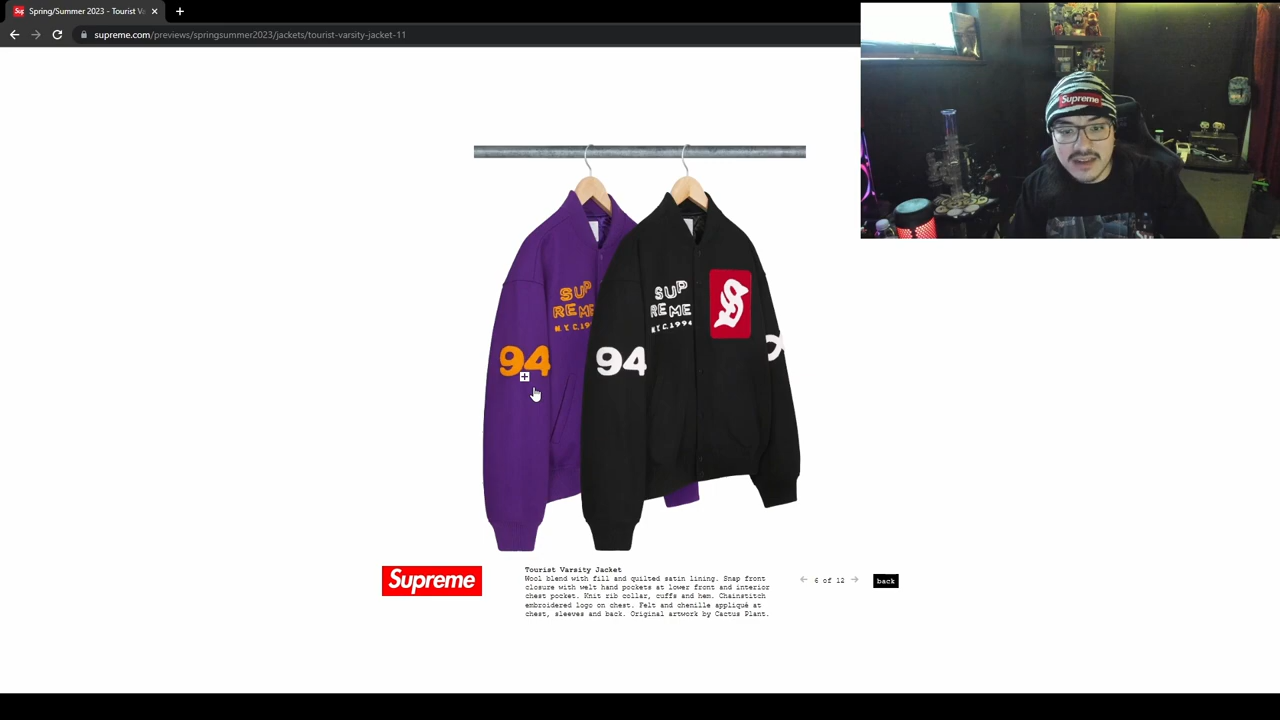 Spring/Summer 2023 - Tourist Va
supreme.com/previews/springsummer2023/jackets/tourist-varsity-jacket-11
Supreme
SUP
REME
N.Y.C.199
94
SUP
REME
N.Y.C.1994
94
S
Supreme
Tourist Varsity Jacket
Wool blend with fill and quilted satin lining. Snap front
closure with welt hand pockets at lower front and interior
chest pocket. Knit rib collar, cuffs and hem. Chainstitch
embroidered logo on chest. Felt and chenille appliqué at
chest, sleeves and back. Original artwork by Cactus Plant.
6 of 12
back